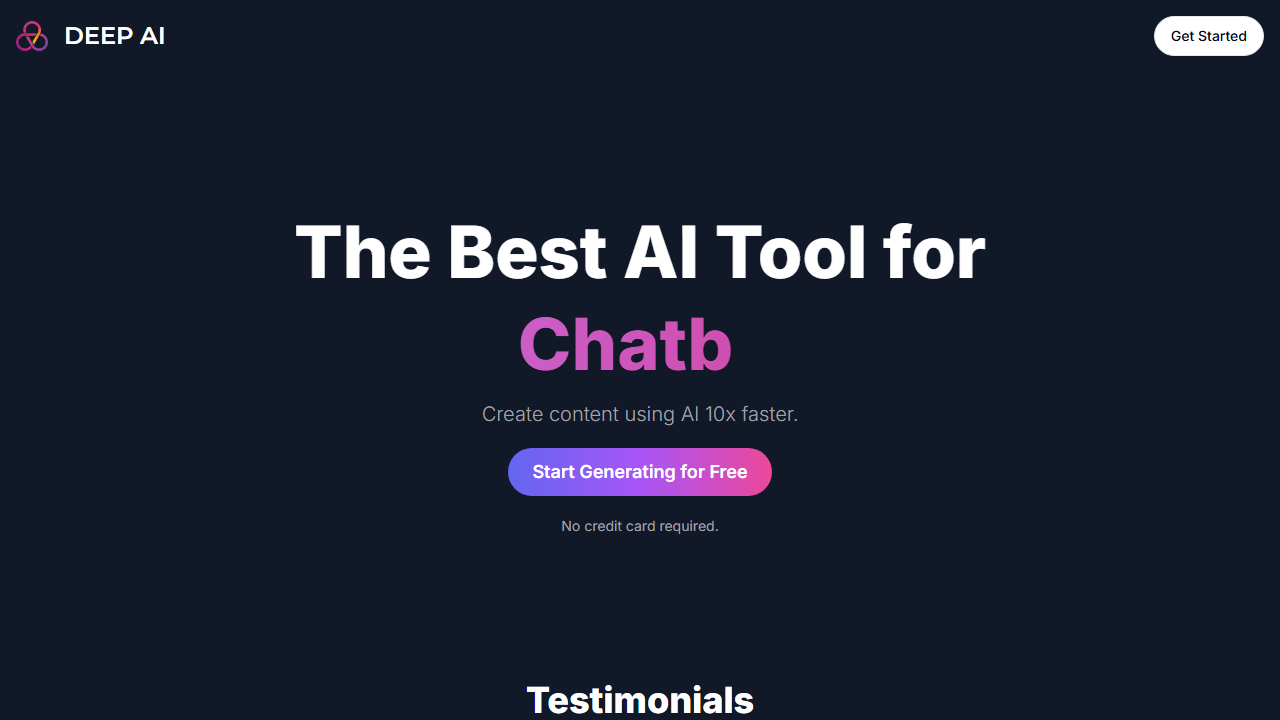 DEEP AI
Get Started
The Best AI Tool for
Chatb
Create content using AI 10x faster.
Start Generating for Free
No credit card required.
Testimonials